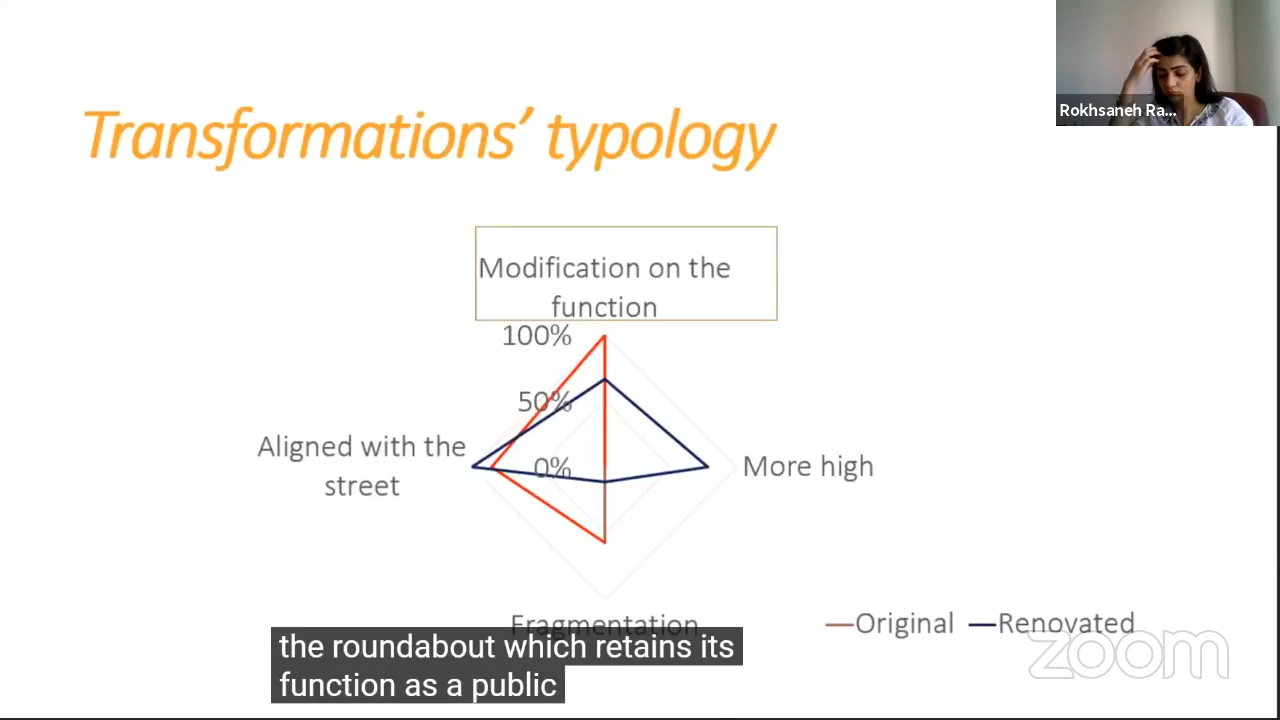 Rokhsaneh Ra...
Transformations' typology
Modification on the
function
100%
50%
Aligned with the
street
0%
More high
Fragmentation
Original
Renovated
the roundabout which retains its
function as a public
zoom